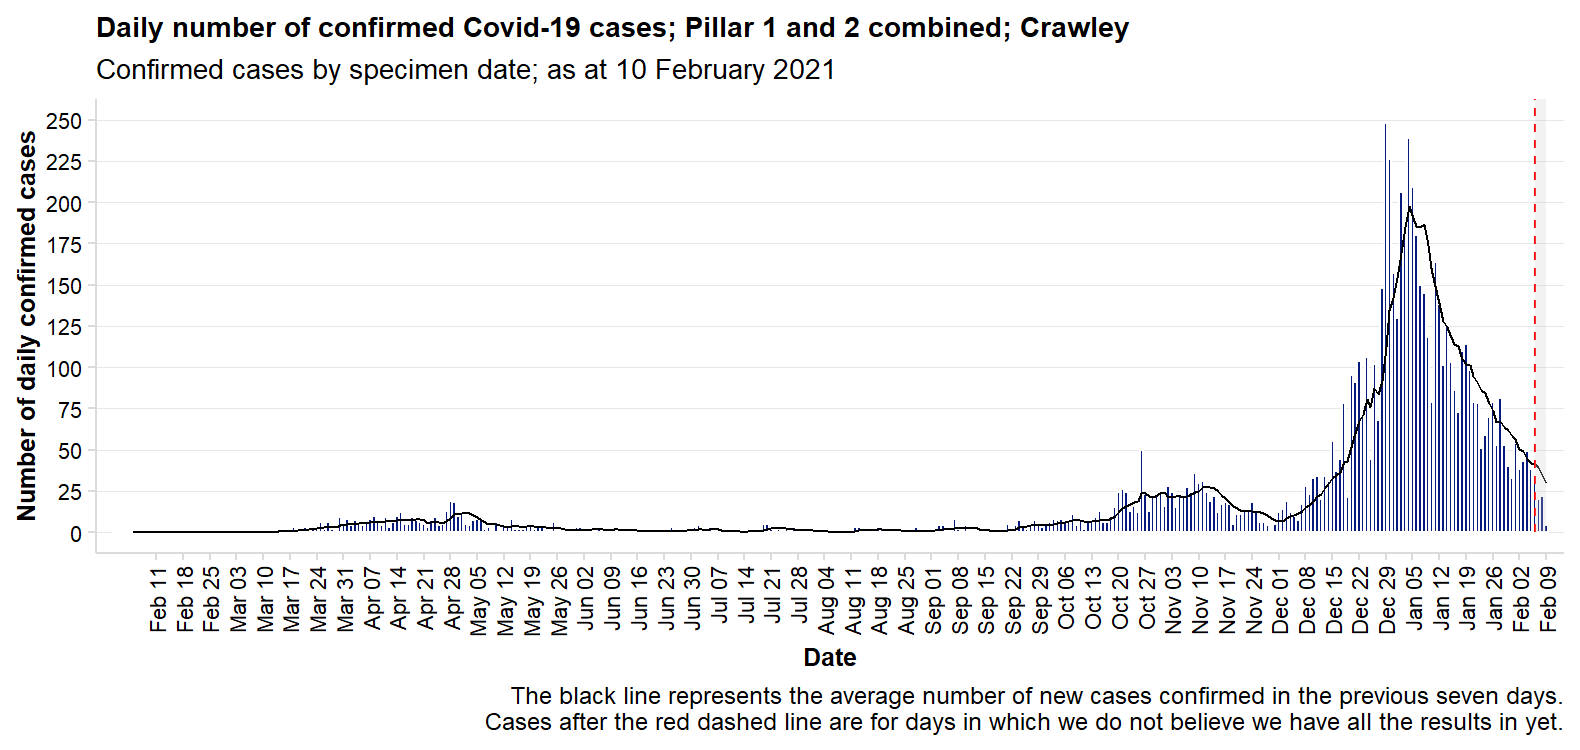 Daily number of confirmed Covid-19 cases; Pillar 1 and 2 combined; Crawley
Confirmed cases by specimen date; as at 10 February 2021
Number of daily confirmed cases
250
225
200
175
150
125
100
75
50
25
0
Feb 11
Feb 18
Feb 25
Mar 03
Mar 10
Mar 17
Mar 24
Mar 31
Apr 07
Apr 14
Apr 21
Apr 28
May 05
May 12
May 19
May 26
Jun 02
Jun 09
Jun 16
Jun 23
Jun 30
Jul 07
Jul 14
Jul 21
Jul 28
Aug 04
Aug 11
Aug 18
Aug 25
Sep 01
Sep 08
Sep 15
Sep 22
Sep 29
Oct 06
Oct 13
Oct 20
Oct 27
Nov 03
Nov 10
Nov 17
Nov 24
Dec 01
Dec 08
Dec 15
Dec 22
Dec 29
Jan 05
Jan 12
Jan 19
Jan 26
Feb 02
Feb 09
Date
The black line represents the average number of new cases confirmed in the previous seven days.
Cases after the red dashed line are for days in which we do not believe we have all the results in yet.